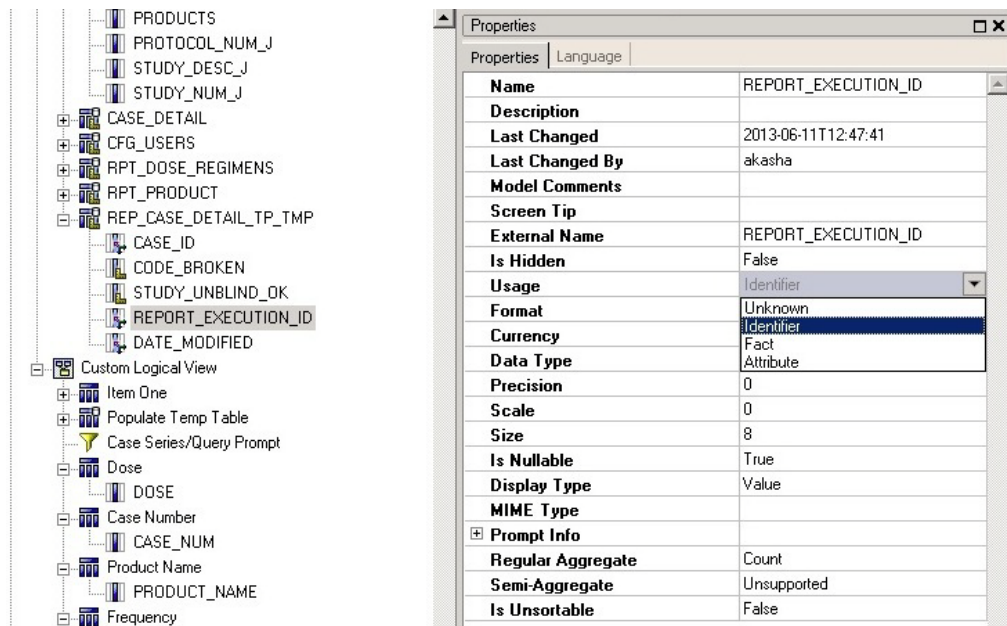 PRODUCTS
PROTOCOL_NUM_J
STUDY_DESC_J
STUDY_NUM_J
CASE_DETAIL
CFG_USERS
RPT_DOSE_REGIMENS
RPT_PRODUCT
REP_CASE_DETAIL_TP_TMP
CASE_ID
CODE_BROKEN
STUDY_UNBLIND_OK
REPORT_EXECUTION_ID
DATE_MODIFIED
Custom Logical View
Item One
Populate Temp Table
Case Series/Query Prompt
Dose
DOSE
Case Number
CASE_NUM
Product Name
PRODUCT_NAME
Frequency
Properties
Properties Language
Name REPORT_EXECUTION_ID
Description
Last Changed 2013-06-11T12:47:41
Last Changed By akasha
Model Comments
Screen Tip
External Name REPORT_EXECUTION_ID
Is Hidden False
Usage Identifier
Format Unknown
Identifier
Currency Fact
Data Type Attribute
Precision 0
Scale 0
Size 8
Is Nullable True
Display Type Value
MIME Type
Prompt Info
Regular Aggregate Count
Semi-Aggregate Unsupported
Is Unsortable False